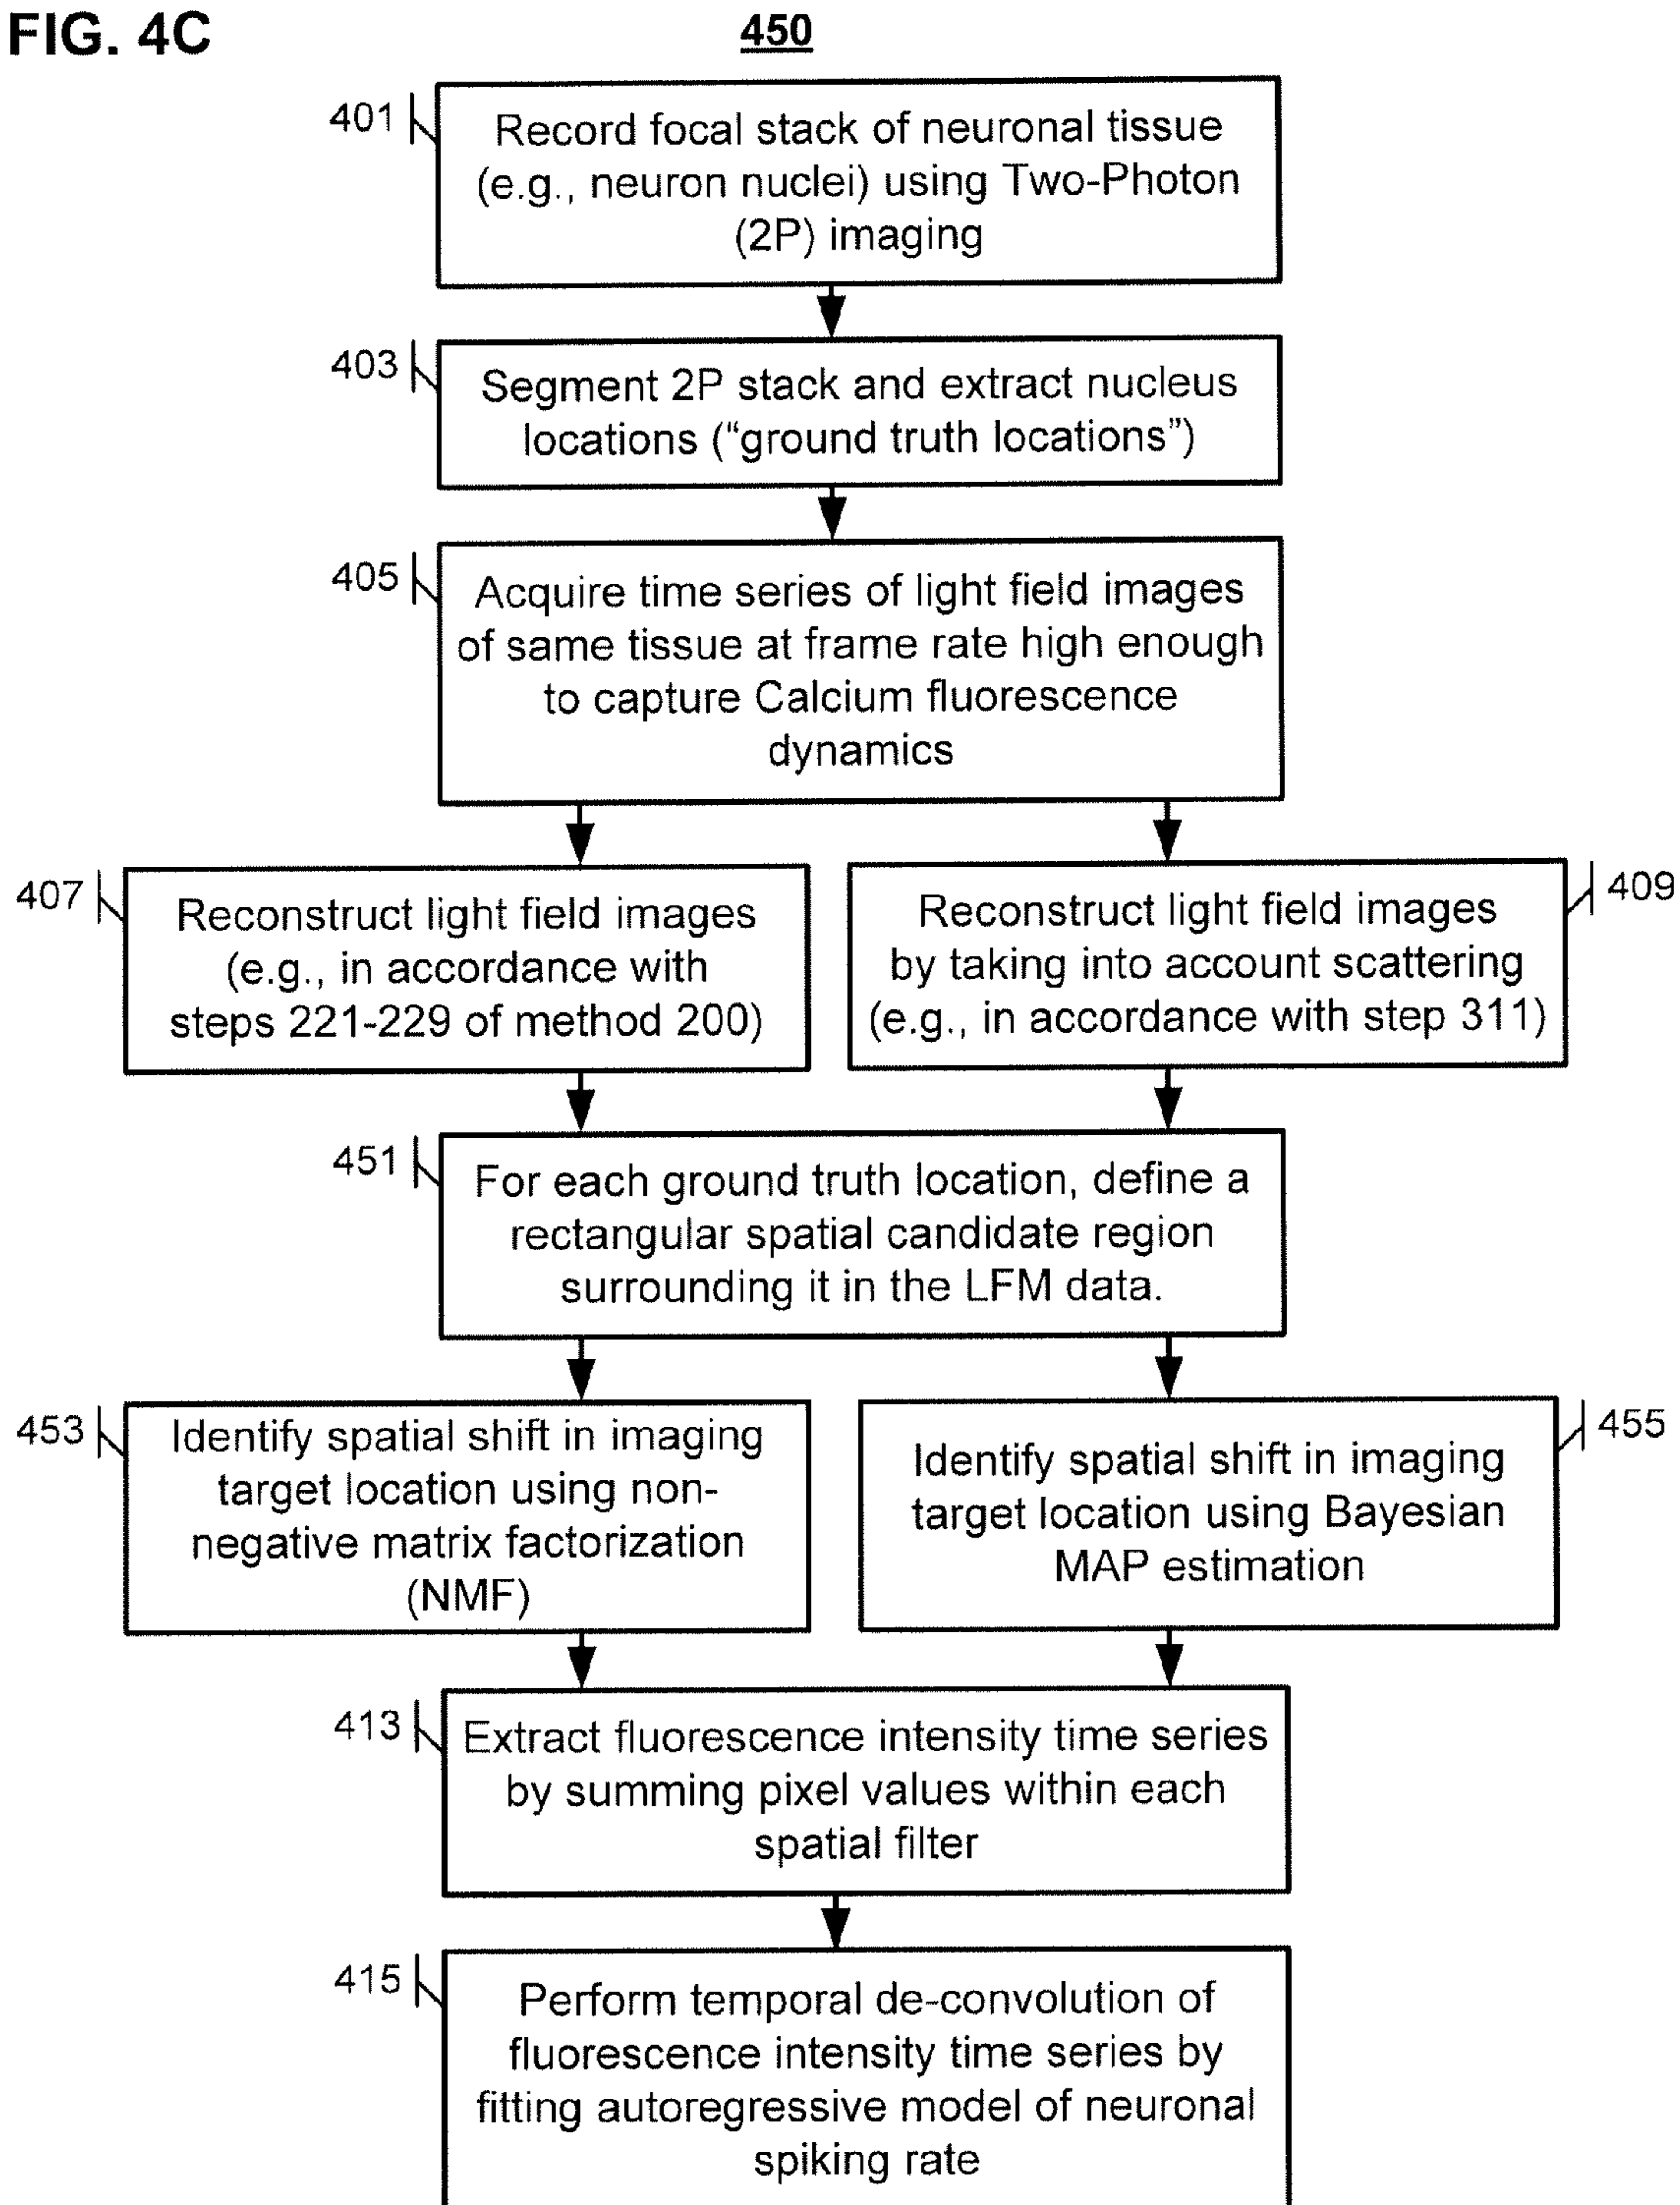 FIG. 4C
450
401
Record focal stack of neuronal tissue
(e.g., neuron nuclei) using Two-Photon
(2P) imaging
403
Segment 2P stack and extract nucleus
locations (“ground truth locations”)
405
Acquire time series of light field images
of same tissue at frame rate high enough
to capture Calcium fluorescence
dynamics
407
Reconstruct light field images
(e.g., in accordance with
steps 221-229 of method 200)
409
Reconstruct light field images
by taking into account scattering
(e.g., in accordance with step 311)
451
For each ground truth location, define a
rectangular spatial candidate region
surrounding it in the LFM data.
453
Identify spatial shift in imaging
target location using non-
negative matrix factorization
(NMF)
455
Identify spatial shift in imaging
target location using Bayesian
MAP estimation
413
Extract fluorescence intensity time series
by summing pixel values within each
spatial filter
415
Perform temporal de-convolution of
fluorescence intensity time series by
fitting autoregressive model of neuronal
spiking rate